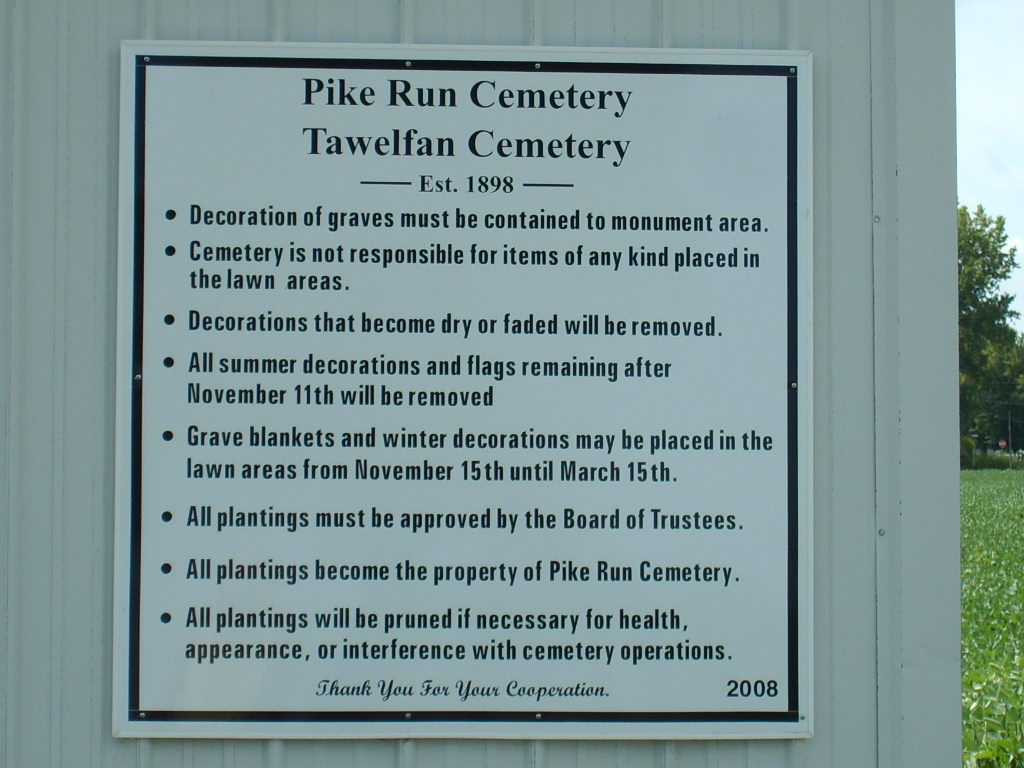 Pike Run Cemetery
Tawelfan Cemetery
Est. 1898
• Decoration of graves must be contained to monument area.
• Cemetery is not responsible for items of any kind placed in
the lawn areas.
• Decorations that become dry or faded will be removed.
• All summer decorations and flags remaining after
November 11th will be removed
• Grave blankets and winter decorations may be placed in the
lawn areas from November 15th until March 15th.
• All plantings must be approved by the Board of Trustees.
• All plantings become the property of Pike Run Cemetery.
• All plantings will be pruned if necessary for health,
appearance, or interference with cemetery operations.
Thank You For Your Cooperation.
2008